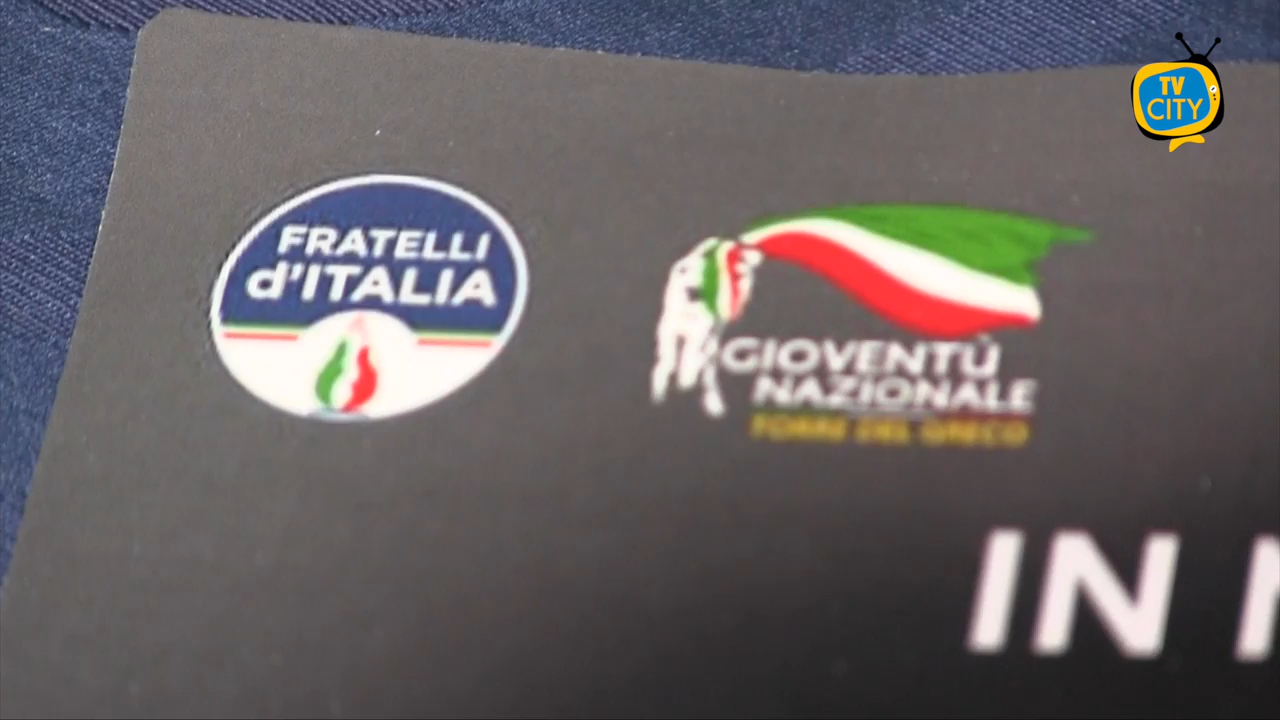 TV
CITY
FRATELLI
d'ITALIA
GIOVENTÙ
NAZIONALE
TORRE DEL GRECO
IN